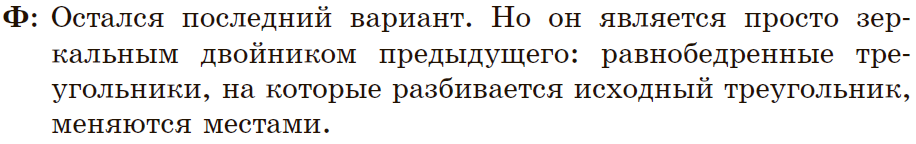 Ф: Остался последний вариант. Но он является просто зер-
кальным двойником предыдущего: равнобедренные тре-
угольники, на которые разбивается исходный треугольник,
меняются местами.